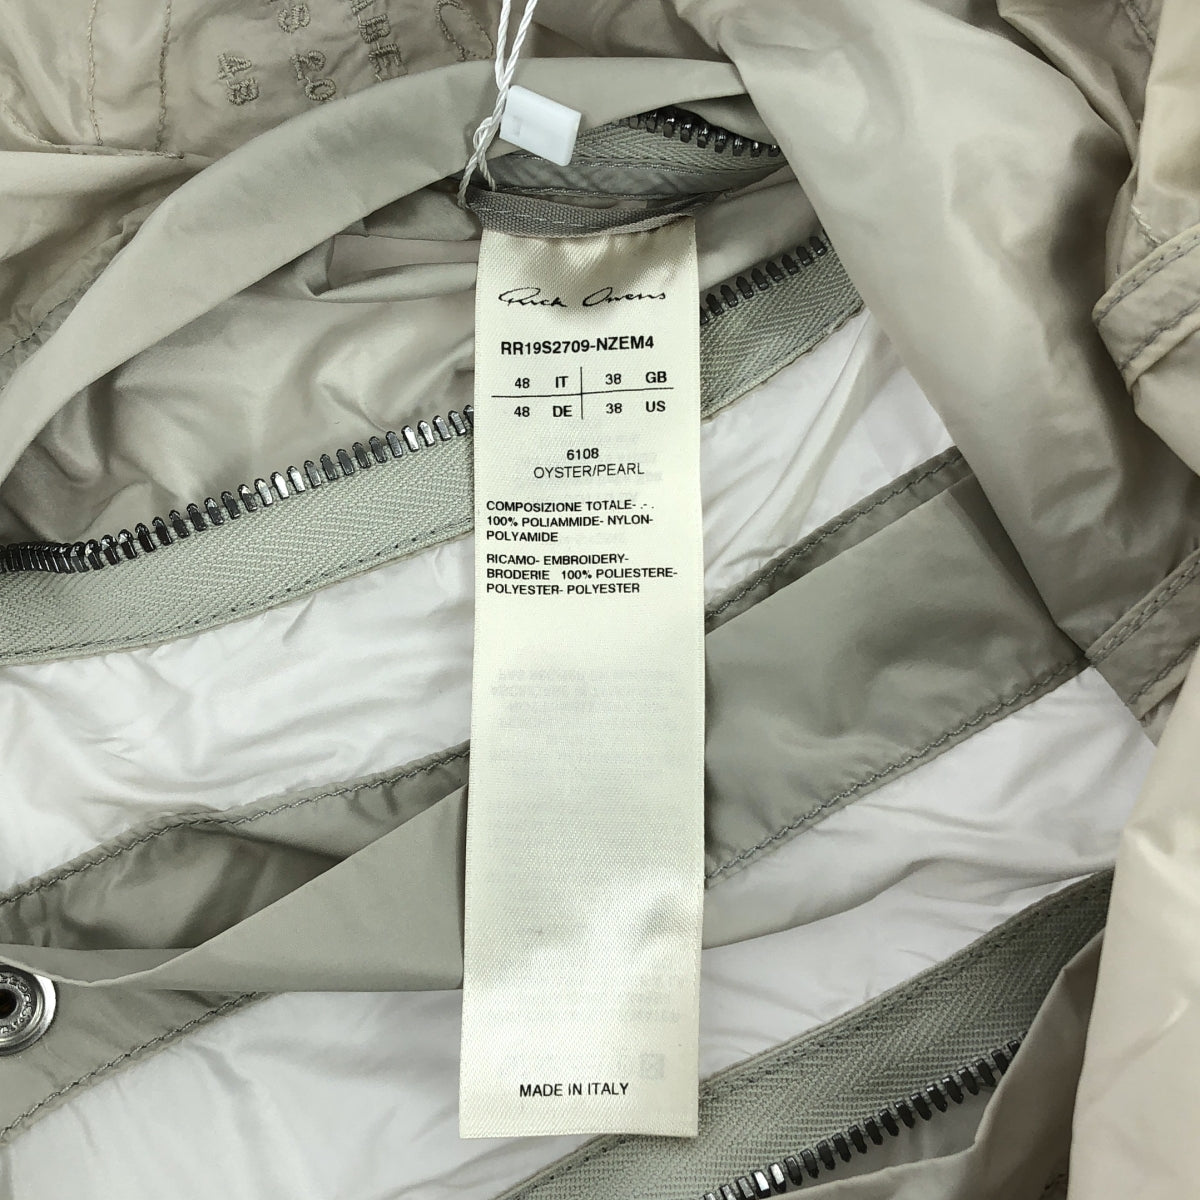 48
Rick Owens
RR19S2709-NZEM4
48 IT 38 GB
48 DE 38 US
6108
OYSTER/PEARL
COMPOSIZIONE TOTALE- .- .
100% POLIAMMIDE- NYLON-
POLYAMIDE
RICAMO- EMBROIDERY-
BRODERIE 100% POLIESTERE-
POLYESTER- POLYESTER
MADE IN ITALY